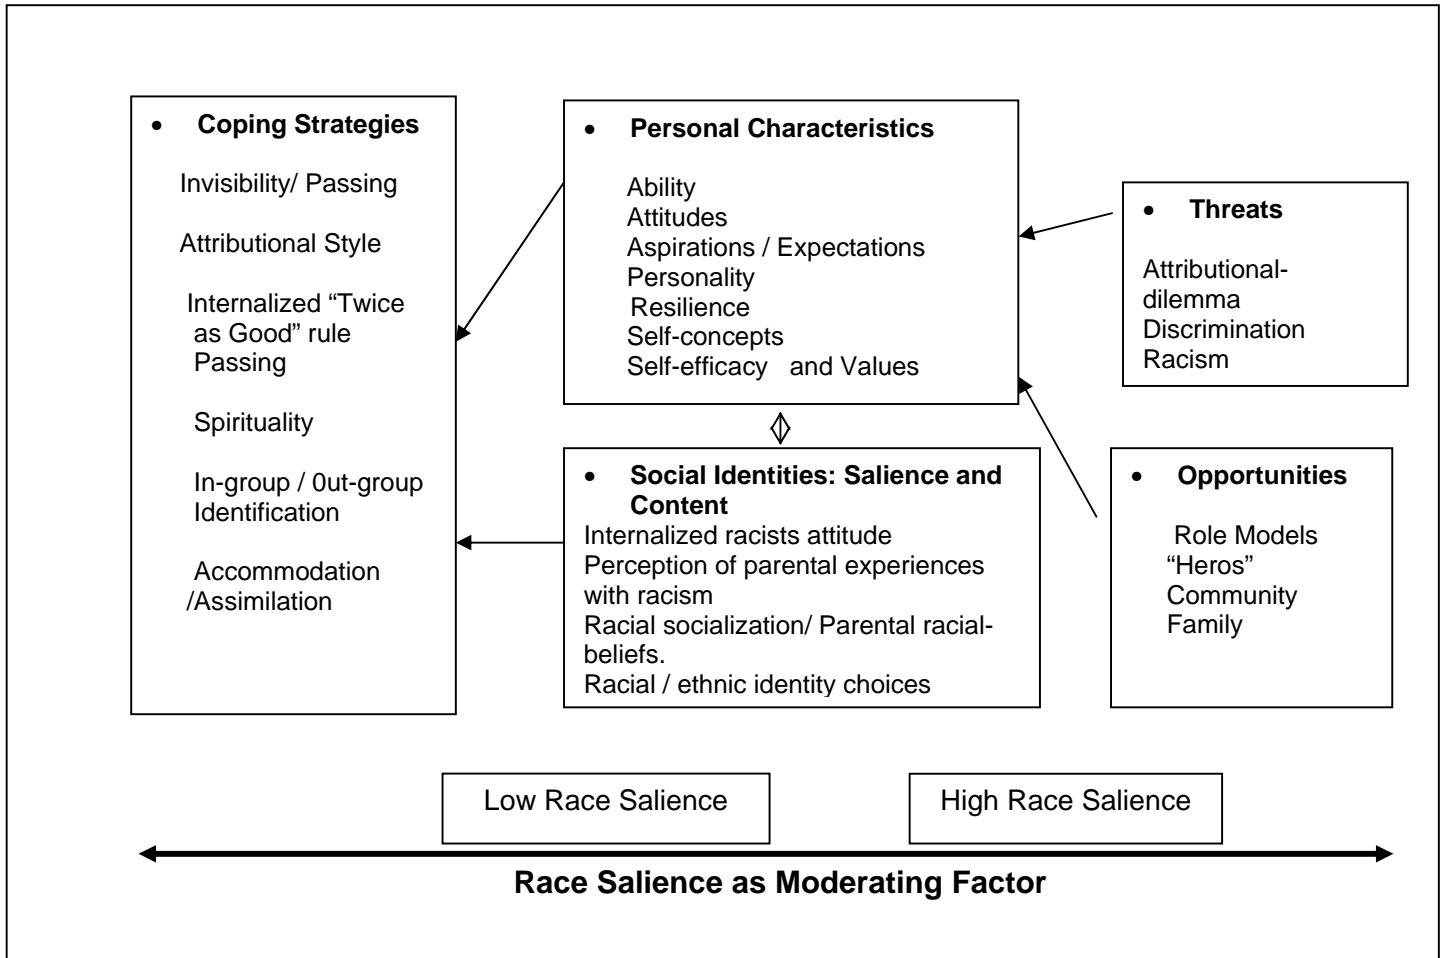 • Coping Strategies
Invisibility/ Passing
Attributional Style
Internalized “Twice
as Good” rule
Passing
Spirituality
In-group / 0ut-group
Identification
Accommodation
/Assimilation
• Personal Characteristics
Ability
Attitudes
Aspirations / Expectations
Personality
Resilience
Self-concepts
Self-efficacy and Values
• Social Identities: Salience and
Content
Internalized racists attitude
Perception of parental experiences
with racism
Racial socialization/ Parental racial-
beliefs.
Racial / ethnic identity choices
• Threats
Attributional-
dilemma
Discrimination
Racism
• Opportunities
Role Models
“Heros”
Community
Family
Low Race Salience
High Race Salience
Race Salience as Moderating Factor